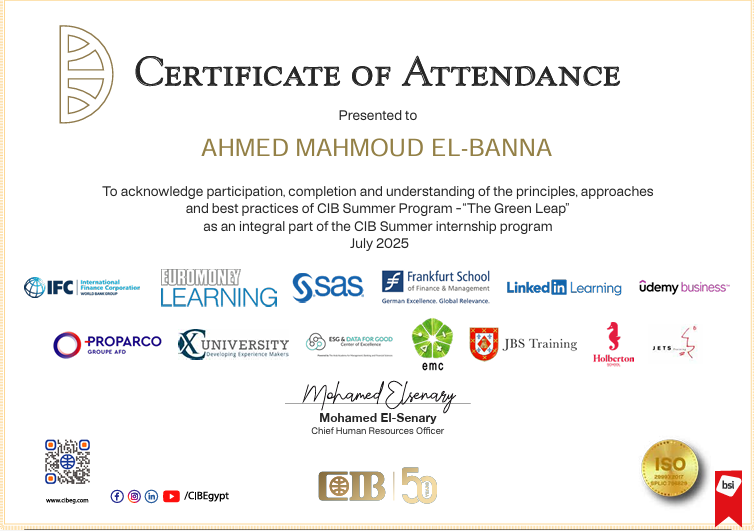 CERTIFICATE OF ATTENDANCE
Presented to
AHMED MAHMOUD EL-BANNA
To acknowledge participation, completion and understanding of the principles, approaches
and best practices of CIB Summer Program -"The Green Leap"
as an integral part of the CIB Summer internship program
July 2025
IFC International
Finance Corporation
WORLD BANK GROUP
EUROMONEY
LEARNING
sas
Frankfurt School
of Finance & Management
German Excellence. Global Relevance.
Linked in Learning
ûdemy business
PROPARCO
GROUPE AFD
CX UNIVERSITY
Developing Experience Makers
ESG & DATA FOR GOOD
Center of Excellence
emc
JBS Training
Holberton
SCHOOL
JETS
Mohamed Elsenary
Mohamed El-Senary
Chief Human Resources Officer
www.cibeg.com
/CIBEgypt
CIB 50
ISO
bsi